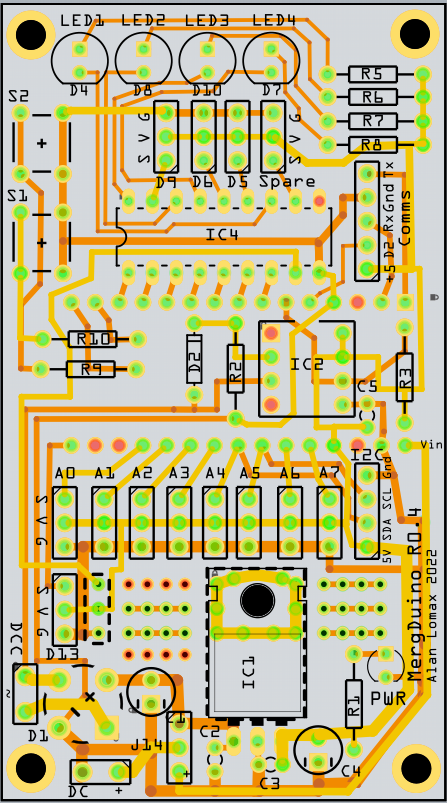 LED1 LED2 LED3 LED4
D4 D8 D10 D7
R5
R6
R7
R8
S2
+
G
V
S
G
V
S
D9 D6 D5 Spare
S1
+
IC4
+5 D2 Rx Gnd Tx
Comms
R10
R9
D2
R2
IC2
C5
R3
Vin
I2C
A0 A1 A2 A3 A4 A5 A6 A7
S
V
G
S
V
G
5V SDA SCL Gnd
S
V
G
D13
DCC
~
IC1
MergDuino R0.4
Alan Lomax 2022
PWR
R1
D1
J14
C1
C2
C3
C4
DC +
+